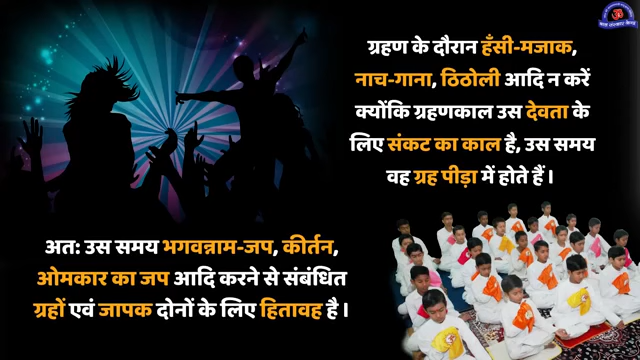 ग्रहण के दौरान हँसी-मजाक,
नाच-गाना, ठिठोली आदि न करें
क्योंकि ग्रहणकाल उस देवता के
लिए संकट का काल है, उस समय
वह ग्रह पीड़ा में होते हैं।
अत: उस समय भगवन्नाम-जप, कीर्तन,
ओमकार का जप आदि करने से संबंधित
ग्रहों एवं जापक दोनों के लिए हितावह है।